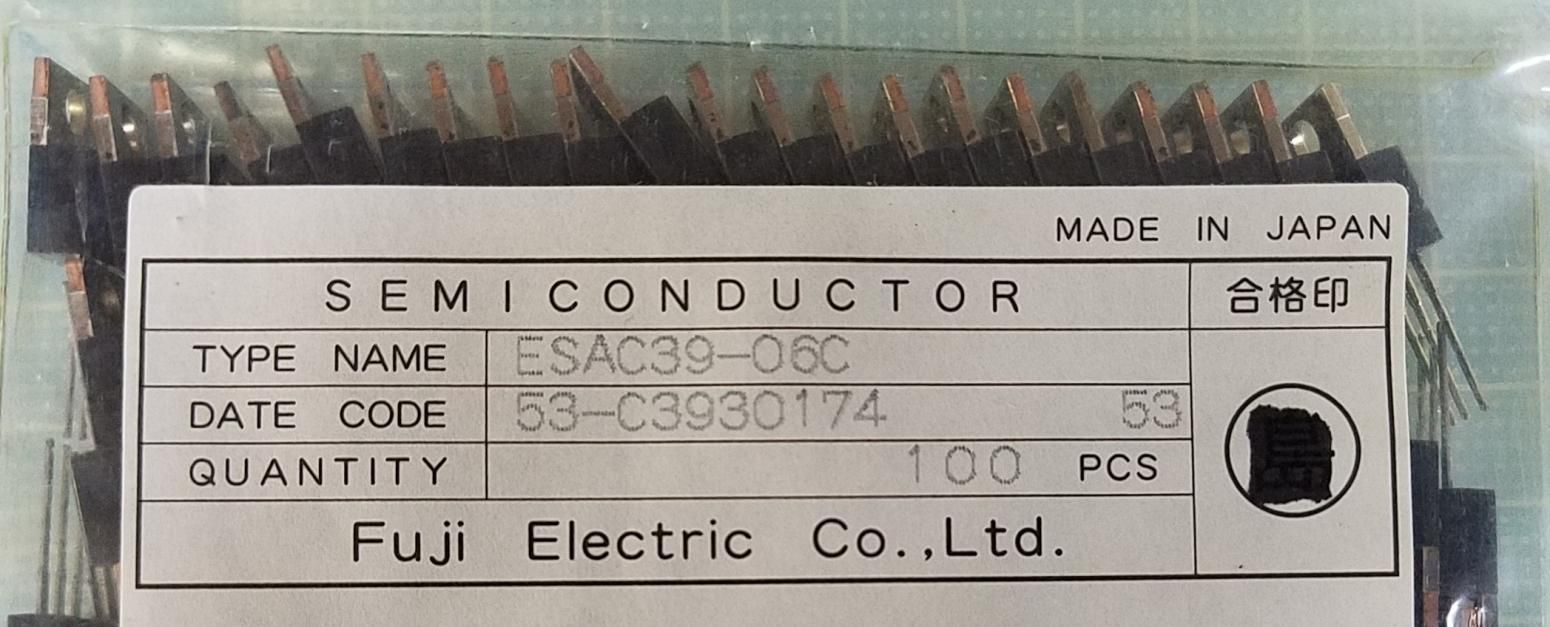 MADE IN JAPAN
SEMICONDUCTOR 合格印
TYPE NAME ESAC39-06C
DATE CODE 53-C3930174 53
QUANTITY 100 PCS
島
Fuji Electric Co.,Ltd.